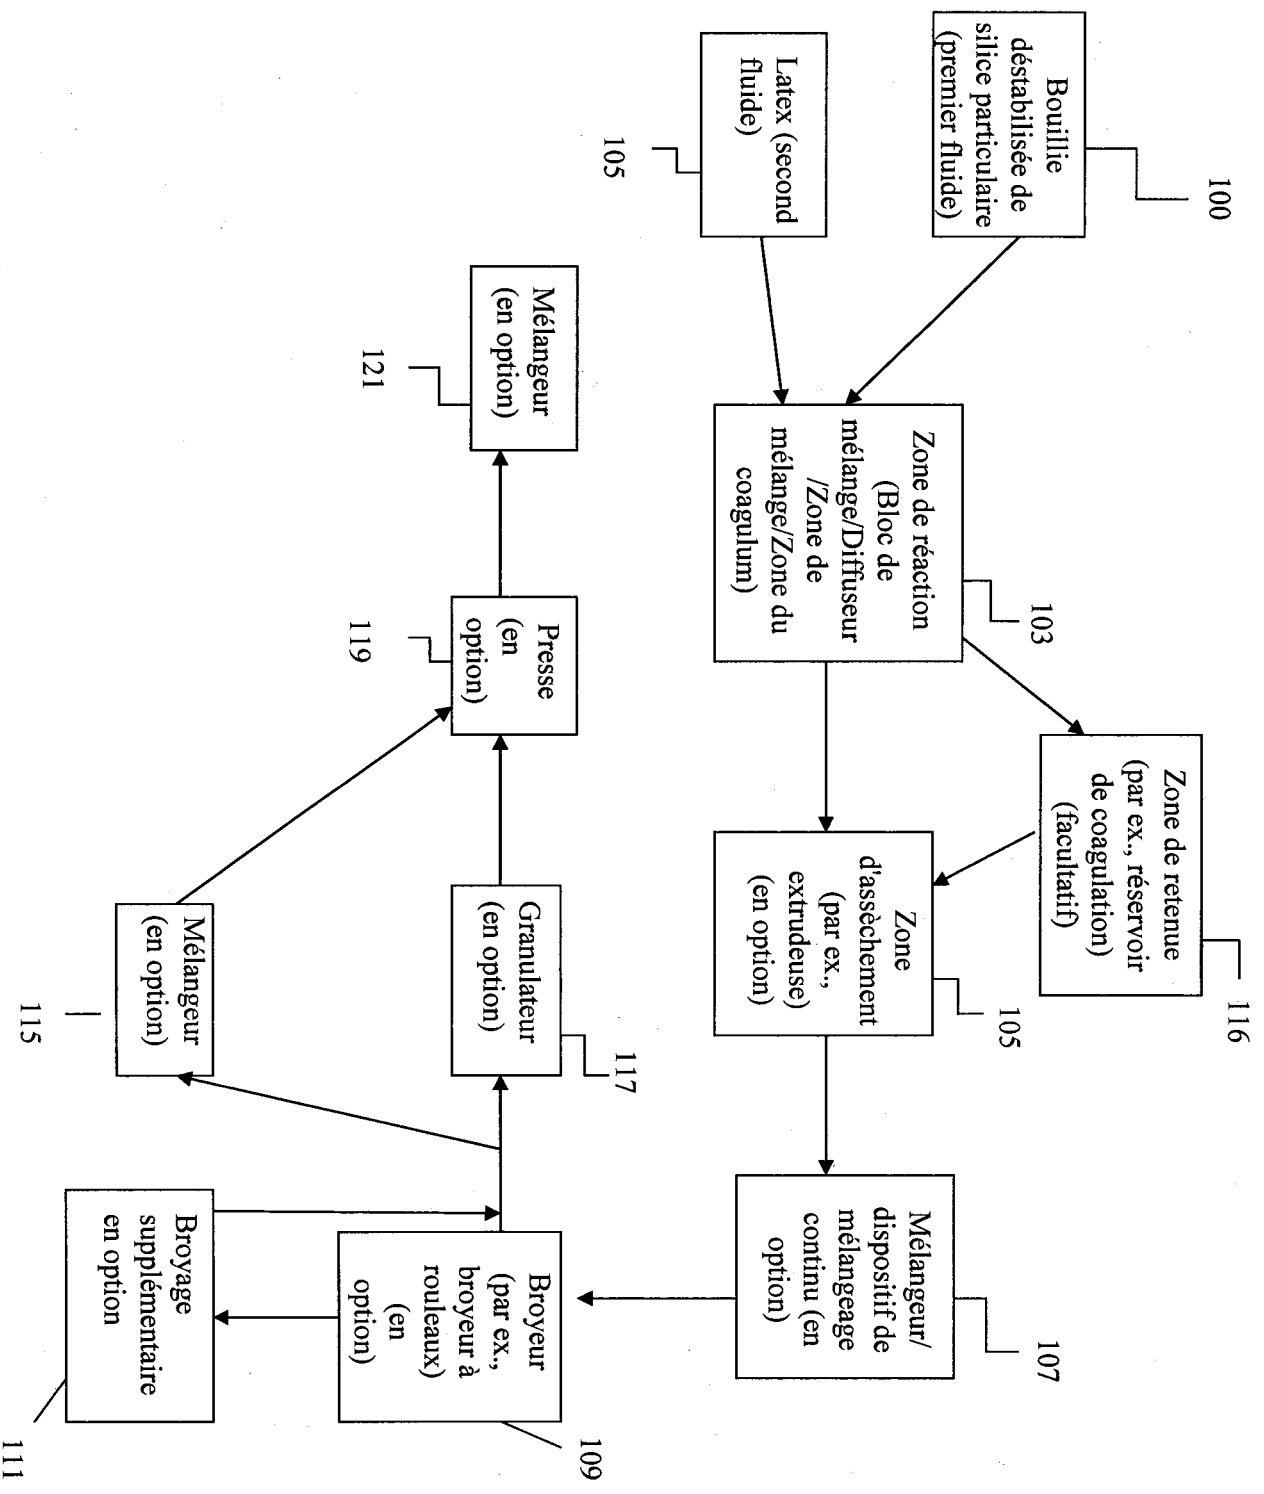 100
Bouillie
déstabilisée de
silice particulaire
(premier fluide)
Latex (second
fluide)
105
Zone de réaction
(Bloc de
mélange/Diffuseur
/Zone de
mélange/Zone du
coagulum)
103
Zone de retenue
(par ex., réservoir
de coagulation)
(facultatif)
116
Zone
d'assèchement
(par ex.,
extrudeuse)
(en option)
105
Mélangeur/
dispositif de
mélangeage
continu (en
option)
107
Mélangeur
(en option)
121
Presse
(en
option)
119
Granulateur
(en option)
117
Mélangeur
(en option)
115
Broyeur
(par ex.,
broyeur à
rouleaux)
(en
option)
109
Broyage
supplémentaire
en option
111